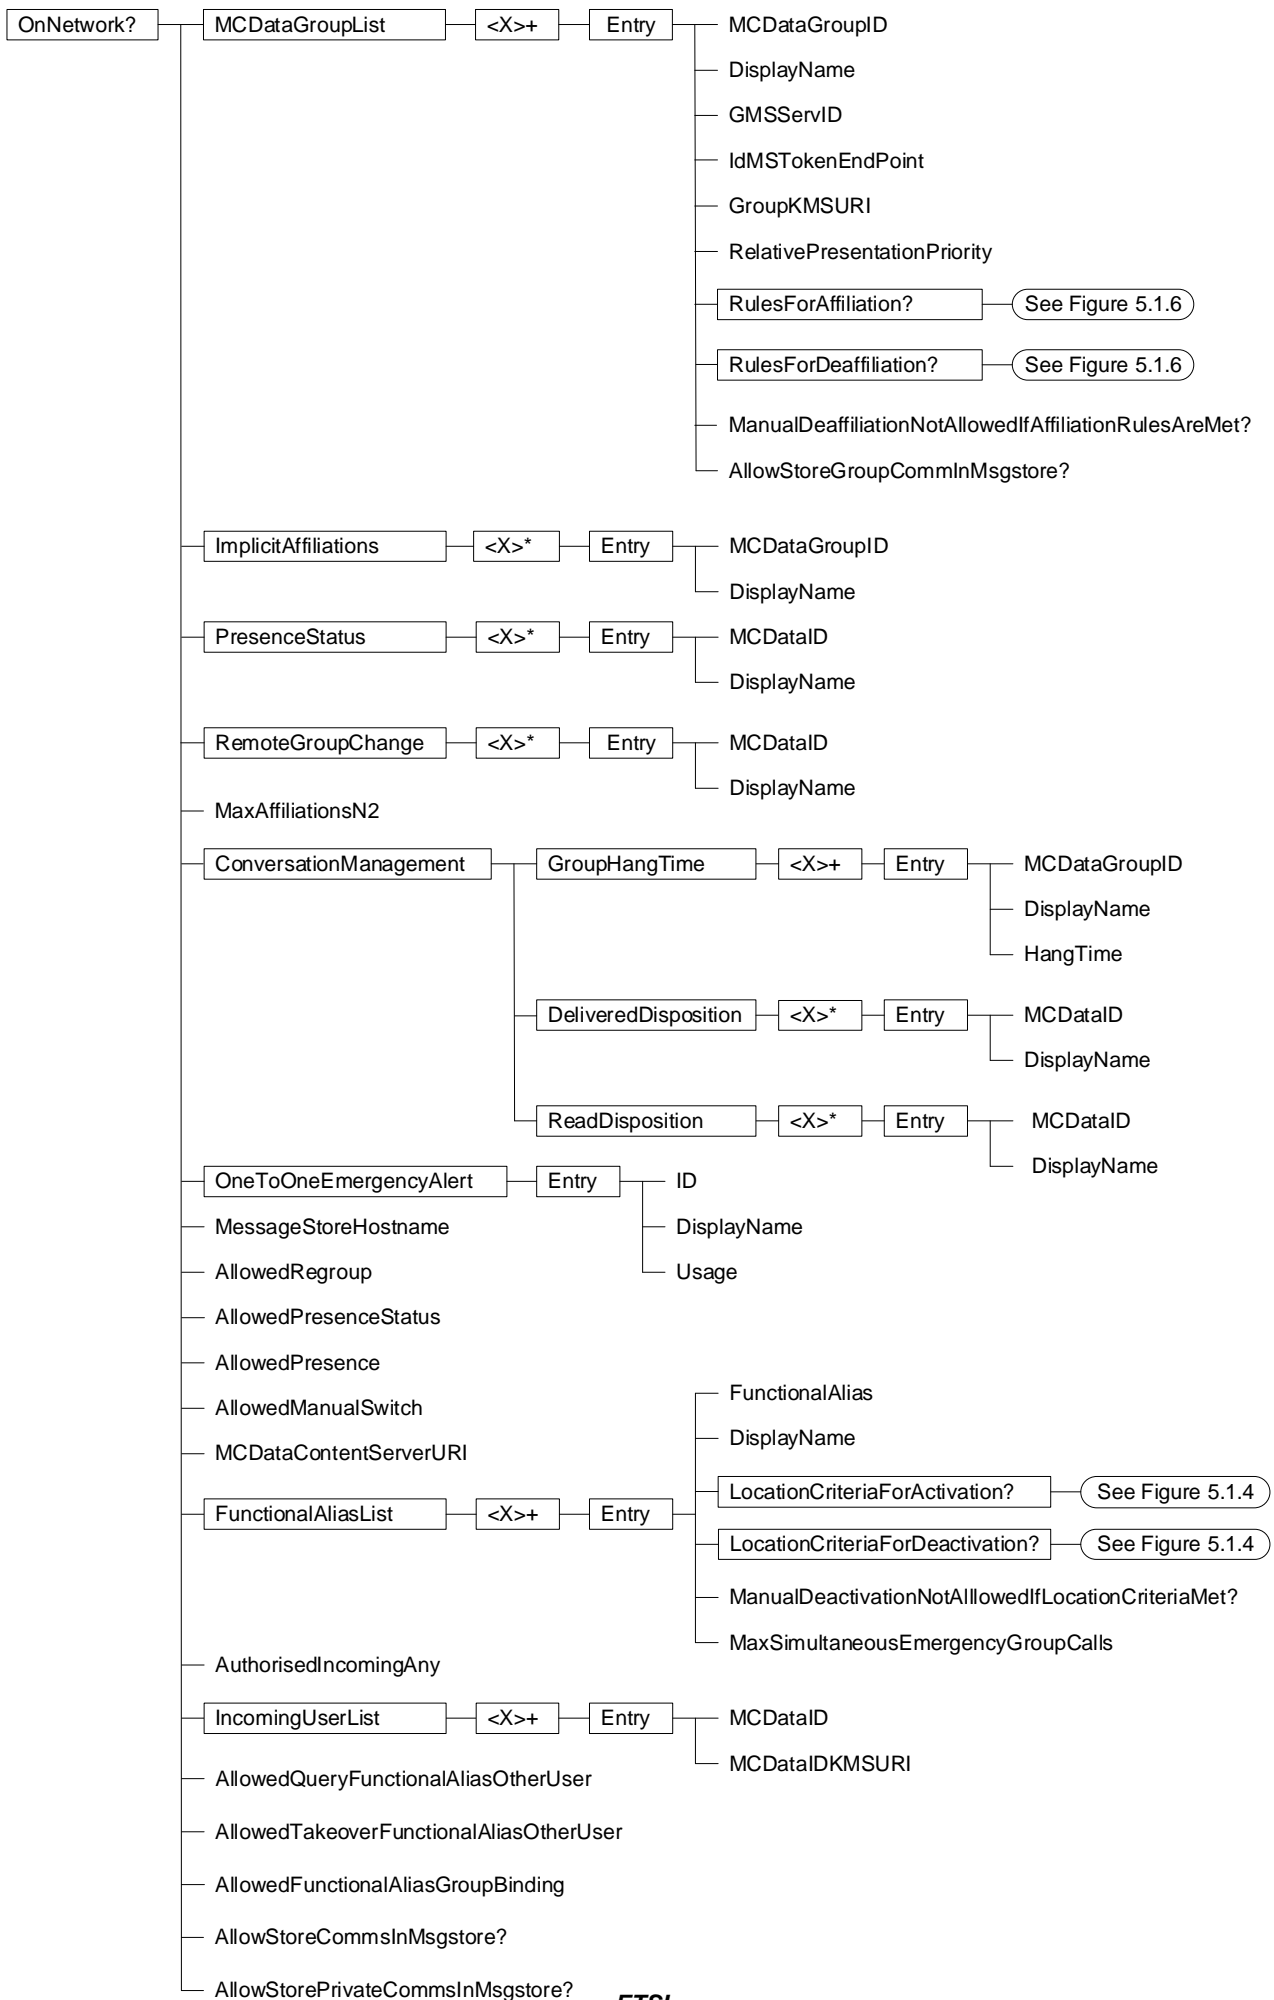 OnNetwork? MCDataGroupList <X>+ Entry MCDataGroupID
DisplayName
GMSServID
IdMSTokenEndPoint
GroupKMSURI
RelativePresentationPriority
RulesForAffiliation? See Figure 5.1.6
RulesForDeaffiliation? See Figure 5.1.6
ManualDeaffiliationNotAllowedIfAffiliationRulesAreMet?
AllowStoreGroupCommInMsgstore?
ImplicitAffiliations <X>* Entry MCDataGroupID
DisplayName
PresenceStatus <X>* Entry MCDataID
DisplayName
RemoteGroupChange <X>* Entry MCDataID
DisplayName
MaxAffiliationsN2
ConversationManagement GroupHangTime <X>+ Entry MCDataGroupID
DisplayName
HangTime
DeliveredDisposition <X>* Entry MCDataID
DisplayName
ReadDisposition <X>* Entry MCDataID
DisplayName
OneToOneEmergencyAlert Entry ID
MessageStoreHostname DisplayName
AllowedRegroup Usage
AllowedPresenceStatus
AllowedPresence
FunctionalAlias
AllowedManualSwitch
DisplayName
MCDataContentServerURI
LocationCriteriaForActivation? See Figure 5.1.4
FunctionalAliasList <X>+ Entry
LocationCriteriaForDeactivation? See Figure 5.1.4
ManualDeactivationNotAlllowedIfLocationCriteriaMet?
MaxSimultaneousEmergencyGroupCalls
AuthorisedIncomingAny
IncomingUserList <X>+ Entry MCDataID
MCDataIDKMSURI
AllowedQueryFunctionalAliasOtherUser
AllowedTakeoverFunctionalAliasOtherUser
AllowedFunctionalAliasGroupBinding
AllowStoreCommsInMsgstore?
AllowStorePrivateCommsInMsgstore?
ETSI